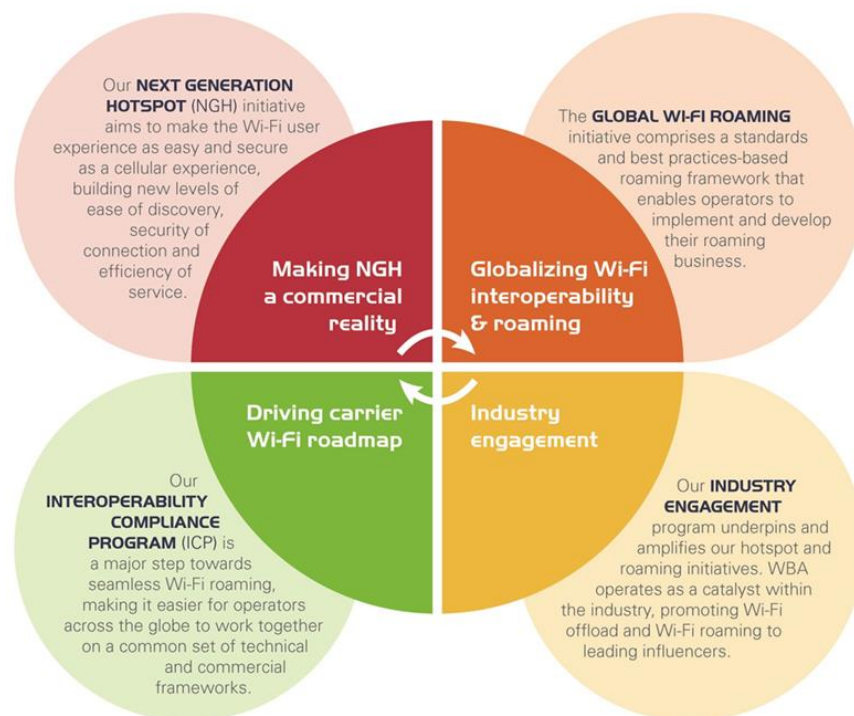 Our NEXT GENERATION
HOTSPOT (NGH) initiative
aims to make the Wi-Fi user
experience as easy and secure
as a cellular experience,
building new levels of
ease of discovery,
security of
connection and
efficiency of
service.
Making NGH
a commercial
reality
The GLOBAL WI-FI ROAMING
initiative comprises a standards
and best practices-based
roaming framework that
enables operators to
implement and develop
their roaming
business.
Globalizing Wi-Fi
interoperability
& roaming
Driving carrier
Wi-Fi roadmap
Our
INTEROPERABILITY
COMPLIANCE
PROGRAM (ICP) is
a major step towards
seamless Wi-Fi roaming,
making it easier for operators
across the globe to work together
on a common set of technical
and commercial
frameworks.
Industry
engagement
Our INDUSTRY
ENGAGEMENT
program underpins and
amplifies our hotspot and
roaming initiatives. WBA
operates as a catalyst within
the industry, promoting Wi-Fi
offload and Wi-Fi roaming to
leading influencers.